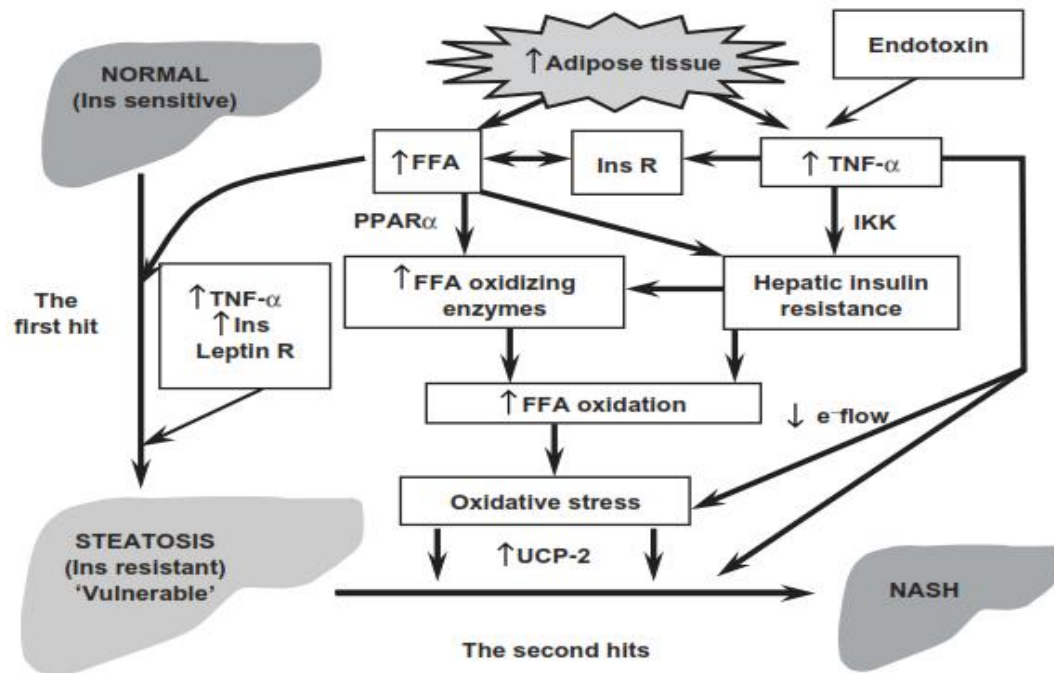 NORMAL
(Ins sensitive)
↑Adipose tissue
Endotoxin
↑FFA
Ins R
↑ TNF-α
PPARα
IKK
The
first hit
↑TNF-α
↑Ins
Leptin R
↑FFA oxidizing
enzymes
Hepatic insulin
resistance
↑FFA oxidation
↓ e⁻flow
Oxidative stress
↑UCP-2
STEATOSIS
(Ins resistant)
‘Vulnerable’
NASH
The second hits